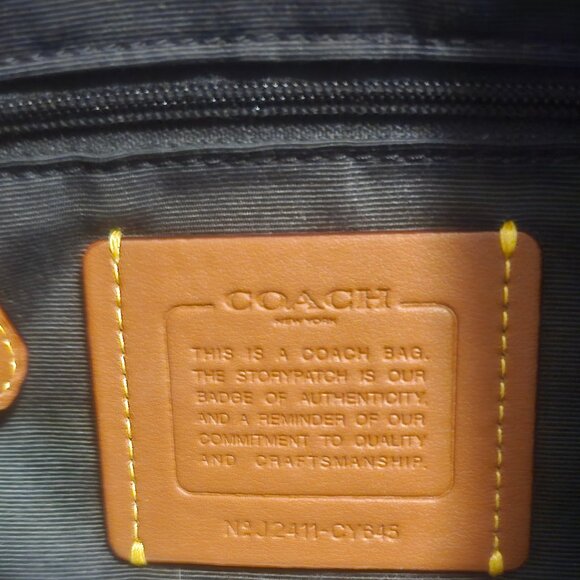 COACH
NEW YORK
THIS IS A COACH BAG.
THE STORYPATCH IS OUR
BADGE OF AUTHENTICITY
AND A REMINDER OF OUR
COMMITMENT TO QUALITY
AND CRAFTSMANSHIP.
Nº J2411-CY645